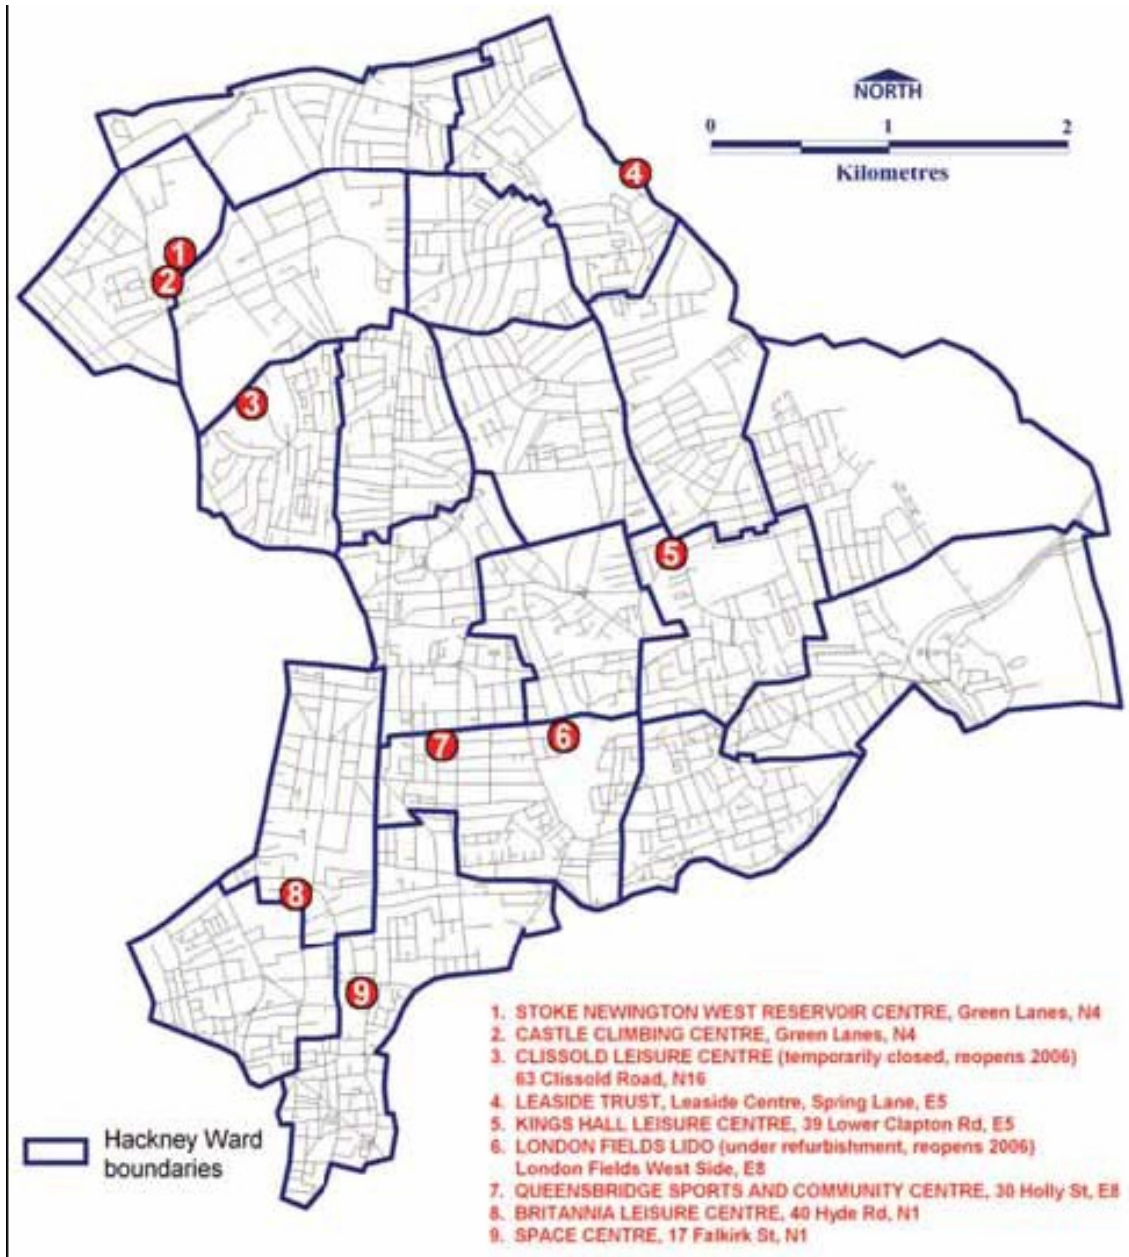 NORTH
0 1 2
Kilometres
4
1
2
3
5
6
7
8
9
1. STOKE NEWINGTON WEST RESERVOIR CENTRE, Green Lanes, N4
2. CASTLE CLIMBING CENTRE, Green Lanes, N4
3. CLISSOLD LEISURE CENTRE (temporarily closed, reopens 2006)
63 Clissold Road, N16
4. LEASIDE TRUST, Leaside Centre, Spring Lane, E5
5. KINGS HALL LEISURE CENTRE, 39 Lower Clapton Rd, E5
6. LONDON FIELDS LIDO (under refurbishment, reopens 2006)
London Fields West Side, E8
7. QUEENSBRIDGE SPORTS AND COMMUNITY CENTRE, 30 Holly St, E8
8. BRITANNIA LEISURE CENTRE, 40 Hyde Rd, N1
9. SPACE CENTRE, 17 Falkirk St, N1
Hackney Ward
boundaries